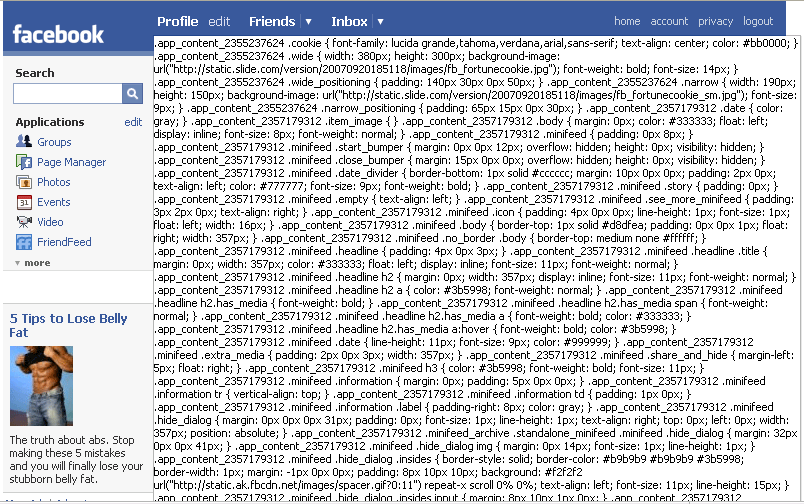 facebook
Profile edit Friends ▾ Inbox ▾ home account privacy logout
Search
Applications edit
Groups
Page Manager
Photos
31 Events
Video
FriendFeed
▾ more
5 Tips to Lose Belly
Fat
The truth about abs. Stop
making these 5 mistakes
and you will finally lose your
stubborn belly fat.
.app_content_2355237624 .cookie { font-family: lucida grande,tahoma,verdana,arial,sans-serif; text-align: center; color: #bb0000; }
.app_content_2355237624 .wide { width: 380px; height: 300px; background-image:
url("http://static.slide.com/version/20070920185118/images/fb_fortunecookie.jpg"); font-weight: bold; font-size: 14px; }
.app_content_2355237624 .wide_positioning { padding: 140px 30px 0px 50px; } .app_content_2355237624 .narrow { width: 190px;
height: 150px; background-image: url("http://static.slide.com/version/20070920185118/images/fb_fortunecookie_sm.jpg"); font-size:
9px; } .app_content_2355237624 .narrow_positioning { padding: 65px 15px 0px 30px; } .app_content_2357179312 .date { color:
gray; } .app_content_2357179312 .item_image { } .app_content_2357179312 .body { margin: 0px; color: #333333; float: left;
display: inline; font-size: 8px; font-weight: normal; } .app_content_2357179312 .minifeed { padding: 0px 8px; }
.app_content_2357179312 .minifeed .start_bumper { margin: 0px 0px 12px; overflow: hidden; height: 0px; visibility: hidden; }
.app_content_2357179312 .minifeed .close_bumper { margin: 15px 0px 0px; overflow: hidden; height: 0px; visibility: hidden; }
.app_content_2357179312 .minifeed .date_divider { border-bottom: 1px solid #cccccc; margin: 10px 0px 0px; padding: 2px 0px;
text-align: left; color: #777777; font-size: 9px; font-weight: bold; } .app_content_2357179312 .minifeed .story { padding: 0px; }
.app_content_2357179312 .minifeed .empty { text-align: left; } .app_content_2357179312 .minifeed .see_more_minifeed { padding:
3px 2px 0px; text-align: right; } .app_content_2357179312 .minifeed .icon { padding: 4px 0px 0px; line-height: 1px; font-size: 1px;
float: left; width: 16px; } .app_content_2357179312 .minifeed .body { border-top: 1px solid #d8dfea; padding: 0px 0px 1px; float:
right; width: 357px; } .app_content_2357179312 .minifeed .no_border .body { border-top: medium none #ffffff; }
.app_content_2357179312 .minifeed .headline { padding: 4px 0px 3px; } .app_content_2357179312 .minifeed .headline .title {
margin: 0px; width: 357px; color: #333333; float: left; display: inline; font-size: 11px; font-weight: normal; }
.app_content_2357179312 .minifeed .headline h2 { margin: 0px; width: 357px; display: inline; font-size: 11px; font-weight: normal; }
.app_content_2357179312 .minifeed .headline h2 a { color: #3b5998; font-weight: normal; } .app_content_2357179312 .minifeed
.headline h2.has_media { font-weight: bold; } .app_content_2357179312 .minifeed .headline h2.has_media span { font-weight:
normal; } .app_content_2357179312 .minifeed .headline h2.has_media a { font-weight: bold; color: #333333; }
.app_content_2357179312 .minifeed .headline h2.has_media a:hover { font-weight: bold; color: #3b5998; }
.app_content_2357179312 .minifeed .date { line-height: 11px; font-size: 9px; color: #999999; } .app_content_2357179312
.minifeed .extra_media { padding: 2px 0px 3px; width: 357px; } .app_content_2357179312 .minifeed .share_and_hide { margin-left:
5px; float: right; } .app_content_2357179312 .minifeed h3 { color: #3b5998; font-weight: bold; font-size: 11px; }
.app_content_2357179312 .minifeed .information { margin: 0px; padding: 5px 0px 0px; } .app_content_2357179312 .minifeed
.information tr { vertical-align: top; } .app_content_2357179312 .minifeed .information td { padding: 1px 0px; }
.app_content_2357179312 .minifeed .information .label { padding-right: 8px; color: gray; } .app_content_2357179312 .minifeed
.hide_dialog { margin: 0px 0px 0px 31px; padding: 0px; font-size: 1px; line-height: 1px; text-align: right; top: 0px; left: 0px; width:
357px; position: absolute; } .app_content_2357179312 .minifeed_archive .standalone_minifeed .minifeed .hide_dialog { margin: 32px
0px 0px 41px; } .app_content_2357179312 .minifeed .hide_dialog img { margin: 0px 14px; font-size: 1px; line-height: 1px; }
.app_content_2357179312 .minifeed .hide_dialog .insides { border-style: solid; border-color: #b9b9b9 #b9b9b9 #3b5998;
border-width: 1px; margin: -1px 0px 0px; padding: 8px 10px 10px; background: #f2f2f2
url("http://static.ak.fbcdn.net/images/spacer.gif?0:11") repeat-x scroll 0% 0%; text-align: left; font-size: 11px; line-height: 15px; }
.app_content_2357179312 .minifeed .hide_dialog .insides input { margin: 8px 10px 1px 0px; }